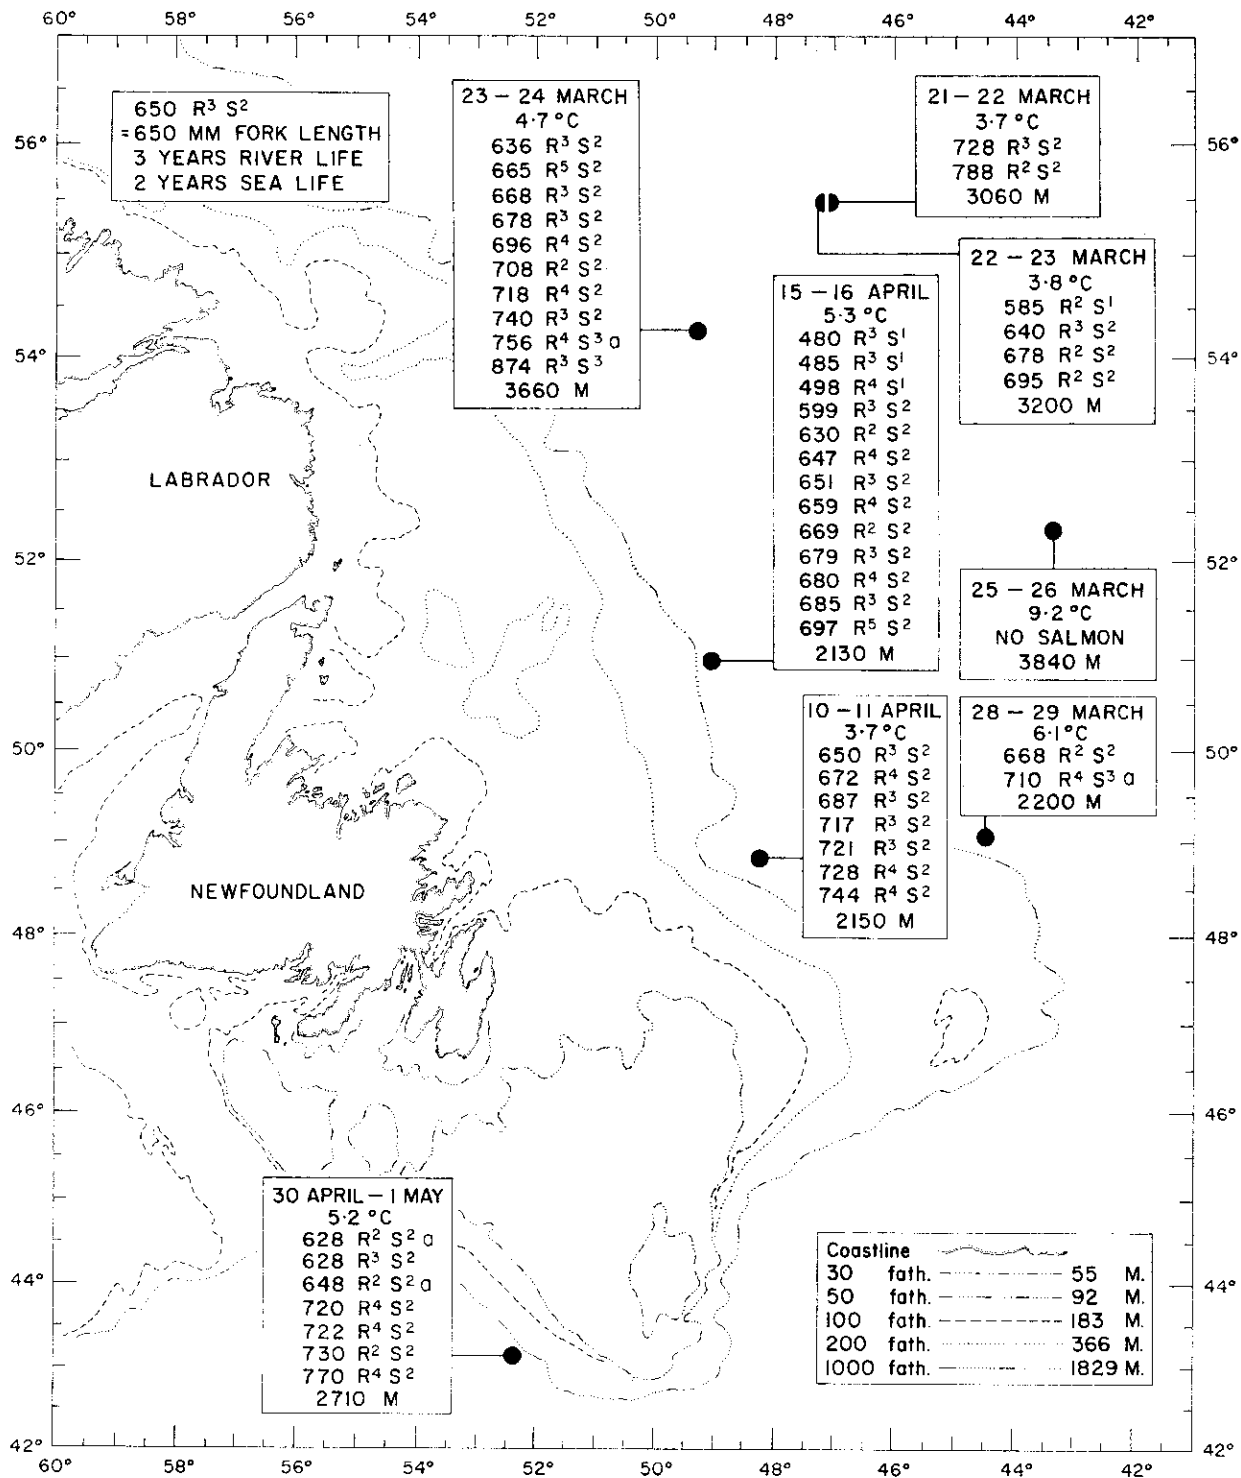 60° 58° 56° 54° 52° 50° 48° 46° 44° 42°
650 R³ S²
=650 MM FORK LENGTH
3 YEARS RIVER LIFE
2 YEARS SEA LIFE
23 – 24 MARCH
4·7 °C
636 R³ S²
665 R⁵ S²
668 R³ S²
678 R³ S²
696 R⁴ S²
708 R² S²
718 R⁴ S²
740 R³ S²
756 R⁴ S³ a
874 R³ S³
3660 M
21 – 22 MARCH
3·7 °C
728 R³ S²
788 R² S²
3060 M
22 – 23 MARCH
3·8 °C
585 R² S¹
640 R³ S²
678 R² S²
695 R² S²
3200 M
15 – 16 APRIL
5·3 °C
480 R³ S¹
485 R³ S¹
498 R⁴ S¹
599 R³ S²
630 R² S²
647 R⁴ S²
651 R³ S²
659 R⁴ S²
669 R² S²
679 R³ S²
680 R⁴ S²
685 R³ S²
697 R⁵ S²
2130 M
25 – 26 MARCH
9·2 °C
NO SALMON
3840 M
10 – 11 APRIL
3·7 °C
650 R³ S²
672 R⁴ S²
687 R³ S²
717 R³ S²
721 R³ S²
728 R⁴ S²
744 R⁴ S²
2150 M
28 – 29 MARCH
6·1 °C
668 R² S²
710 R⁴ S³ a
2200 M
LABRADOR
NEWFOUNDLAND
30 APRIL – 1 MAY
5·2 °C
628 R² S² a
628 R³ S²
648 R² S² a
720 R⁴ S²
722 R⁴ S²
730 R² S²
770 R⁴ S²
2710 M
Coastline
30 fath. 55 M.
50 fath. 92 M.
100 fath. 183 M.
200 fath. 366 M.
1000 fath. 1829 M.
56°
54°
52°
50°
48°
46°
44°
42°
56°
54°
52°
50°
48°
46°
44°
42°
60° 58° 56° 54° 52° 50° 48° 46° 44° 42°